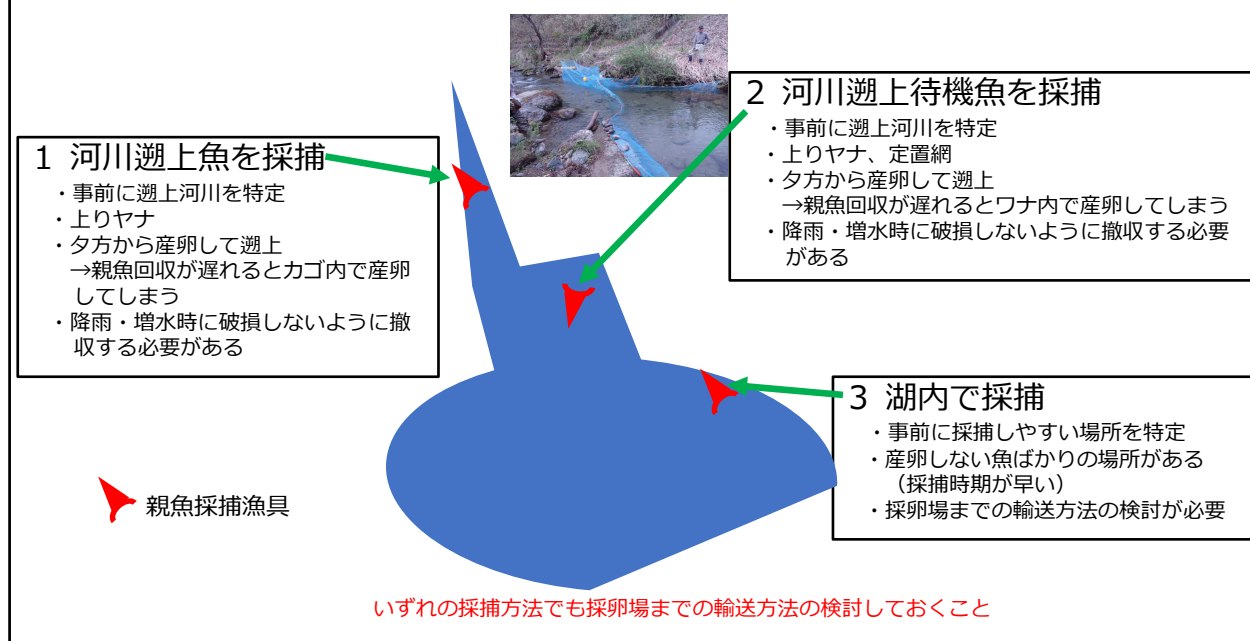 1 河川遡上魚を採捕
・事前に遡上河川を特定
・上りヤナ
・夕方から産卵して遡上
→親魚回収が遅れるとカゴ内で産卵
してしまう
・降雨・増水時に破損しないように撤
収する必要がある
2 河川遡上待機魚を採捕
・事前に遡上河川を特定
・上りヤナ、定置網
・夕方から産卵して遡上
→親魚回収が遅れるとワナ内で産卵してしまう
・降雨・増水時に破損しないように撤収する必要
がある
3 湖内で採捕
・事前に採捕しやすい場所を特定
・産卵しない魚ばかりの場所がある
（採捕時期が早い）
・採卵場までの輸送方法の検討が必要
親魚採捕漁具
いずれの採捕方法でも採卵場までの輸送方法の検討しておくこと